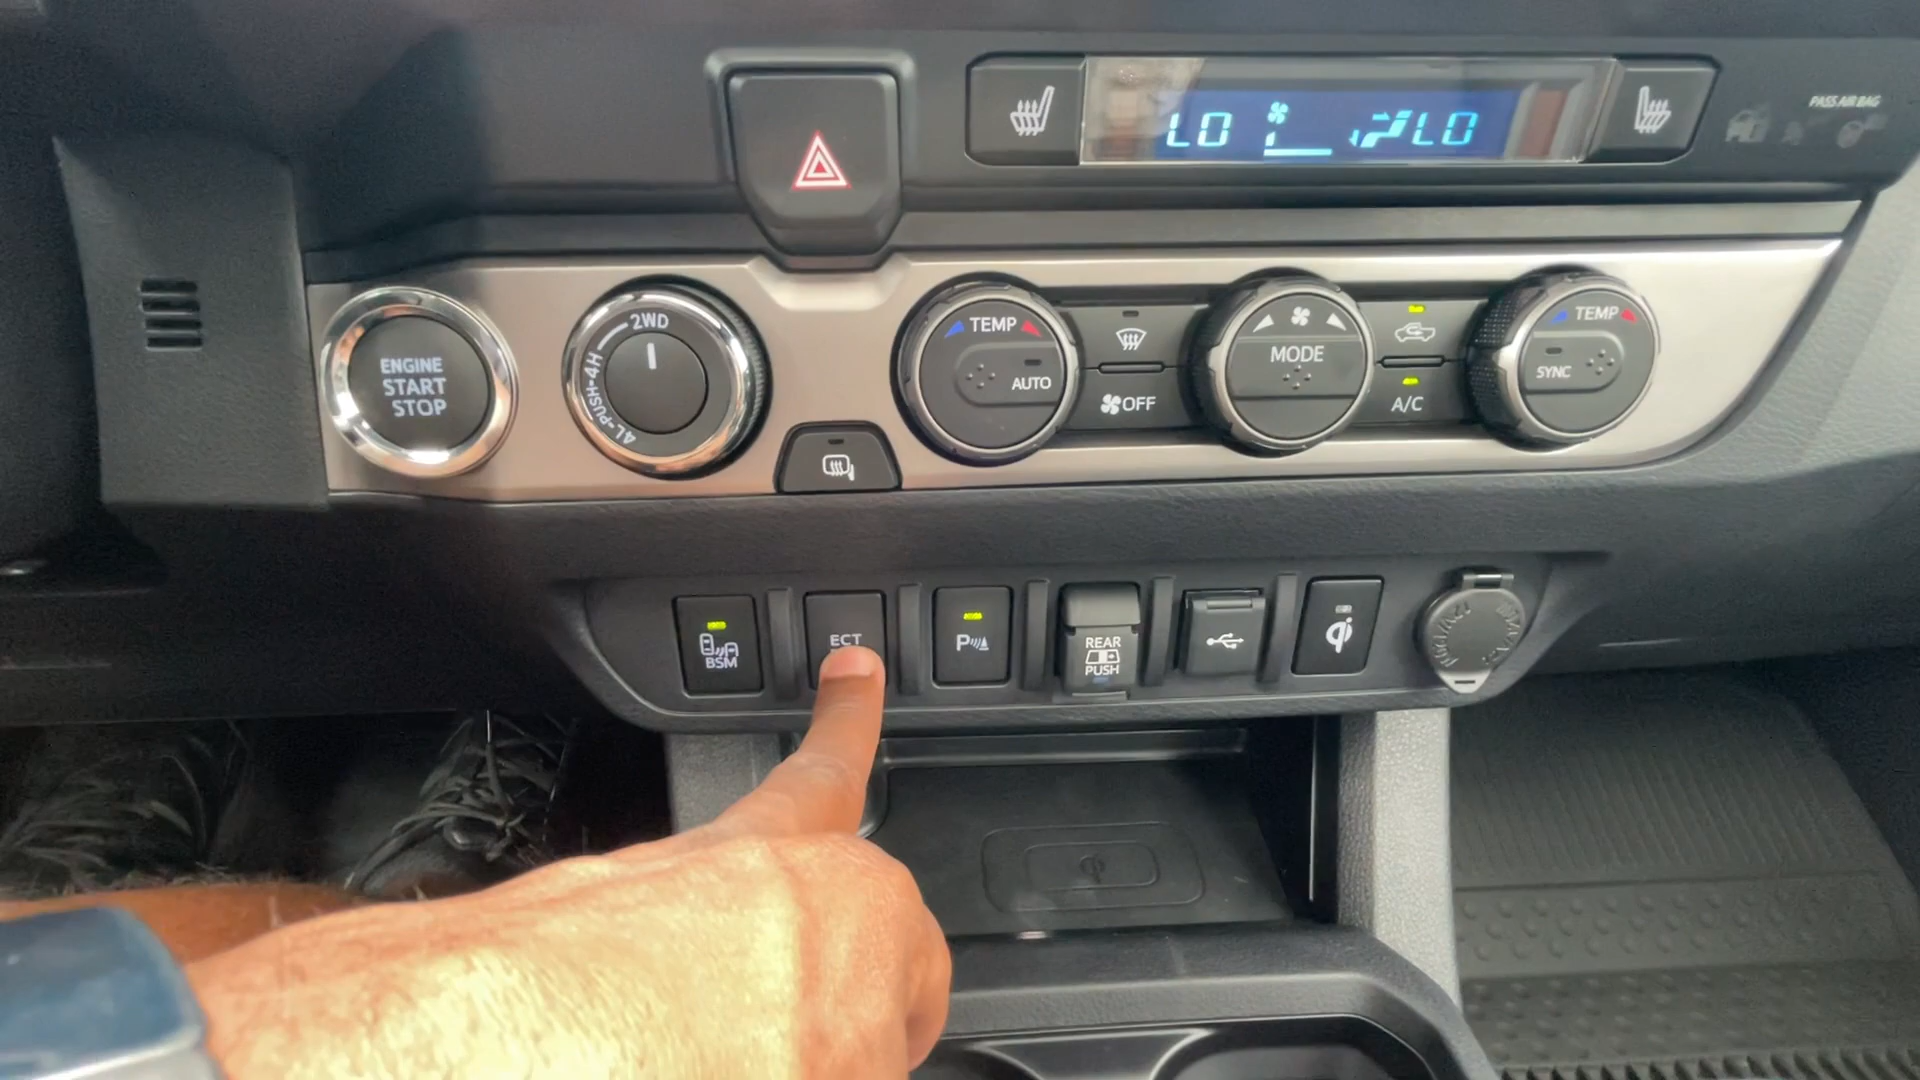 PASS AIR BAG
LO
LO
ENGINE
START
STOP
2WD
4L-PUSH-4H
TEMP
AUTO
OFF
MODE
A/C
TEMP
SYNC
BSM
ECT
P
REAR
PUSH